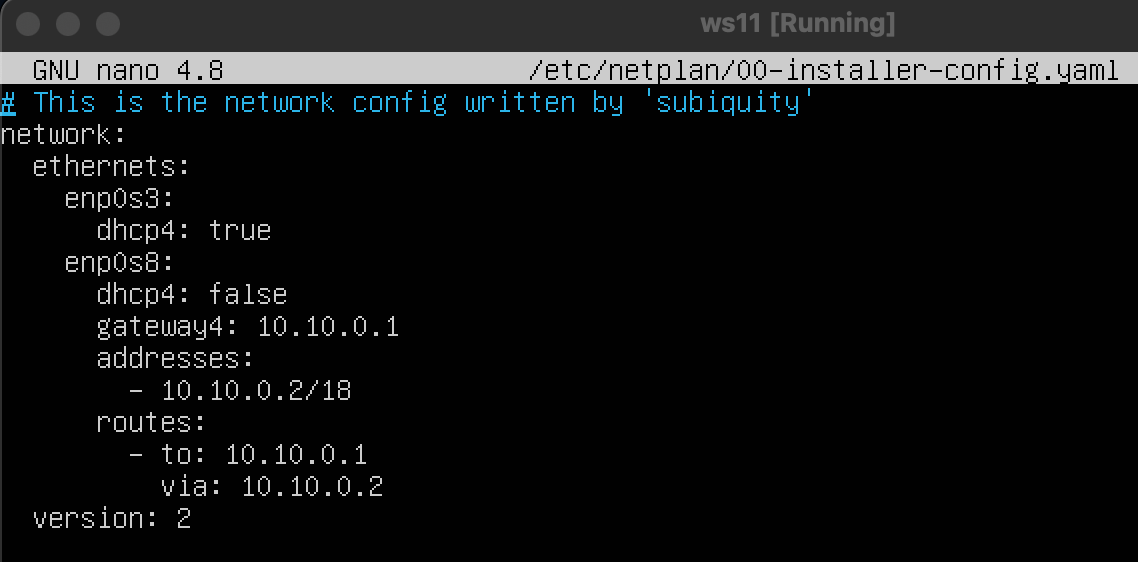 ws11 [Running]
GNU nano 4.8 /etc/netplan/00-installer-config.yaml
# This is the network config written by 'subiquity'
network:
  ethernets:
    enp0s3:
      dhcp4: true
    enp0s8:
      dhcp4: false
      gateway4: 10.10.0.1
      addresses:
        - 10.10.0.2/18
      routes:
        - to: 10.10.0.1
          via: 10.10.0.2
  version: 2